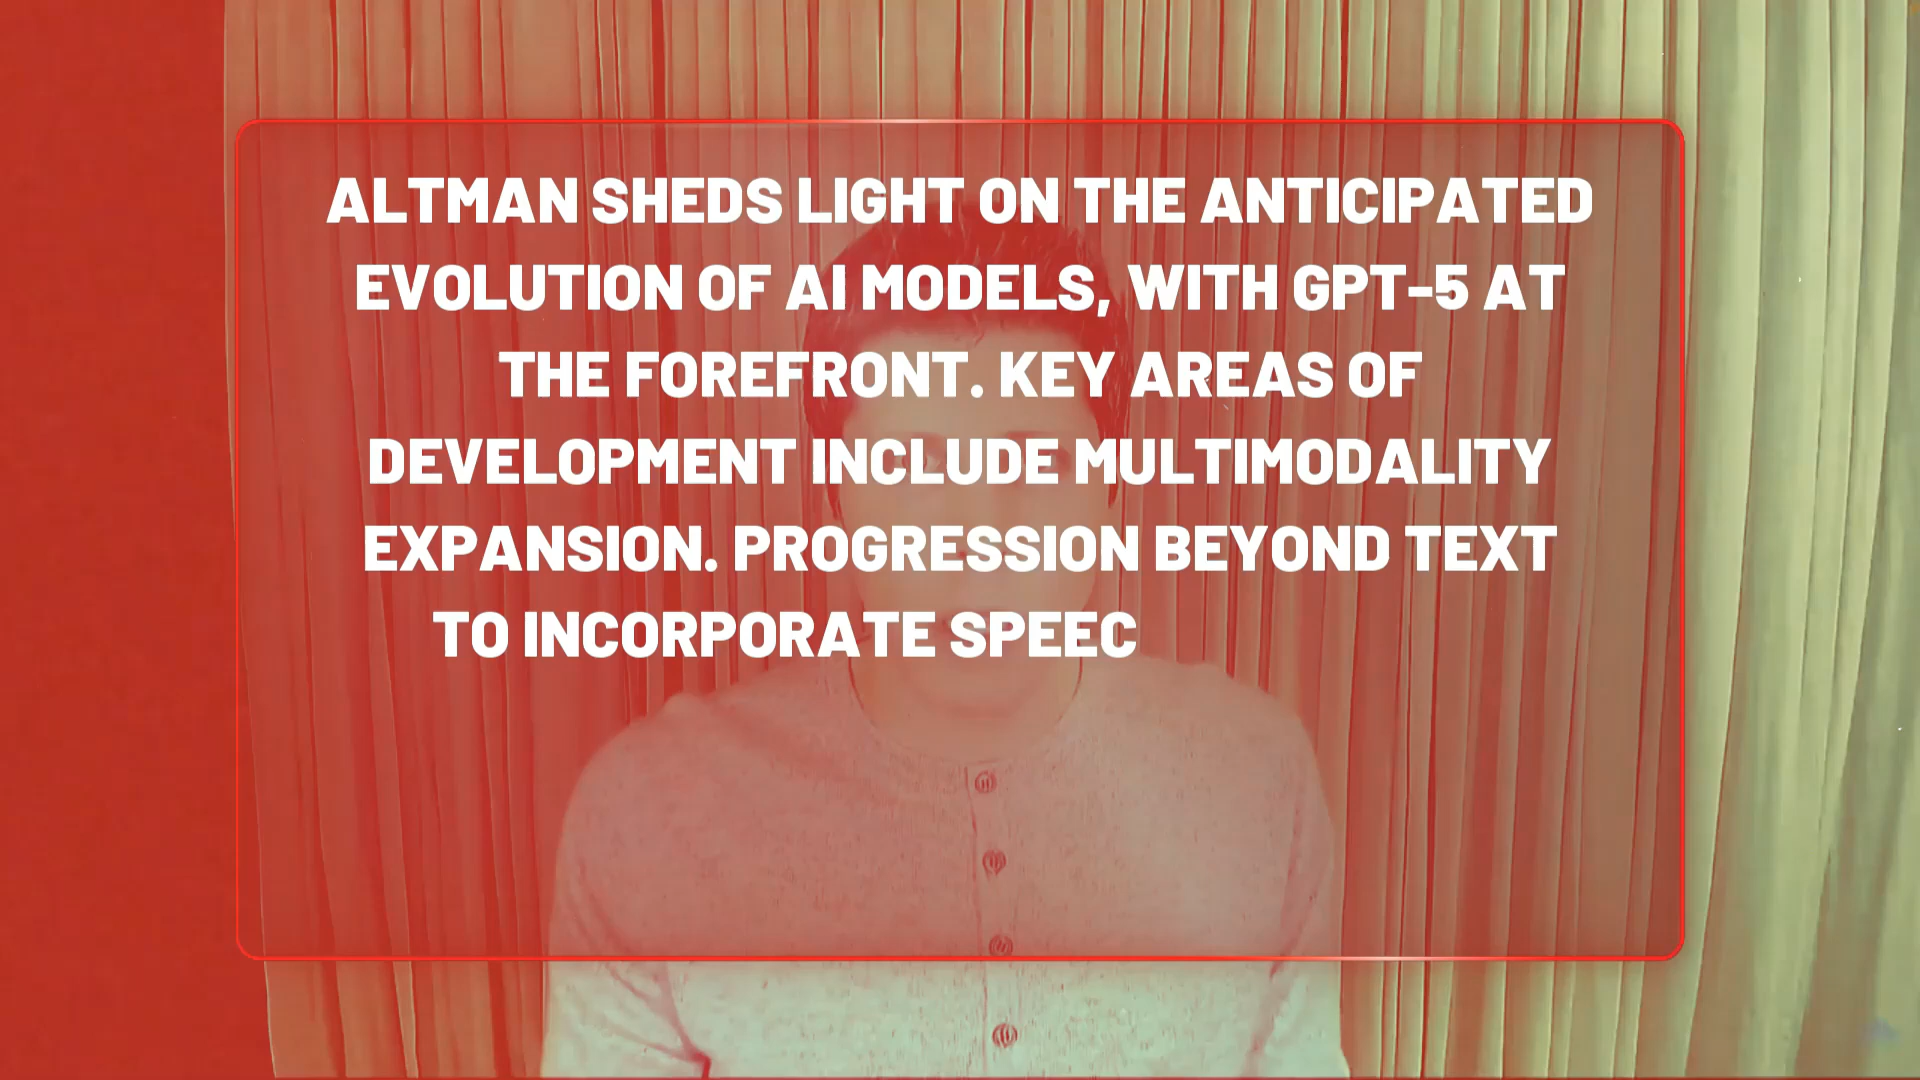 ALTMAN SHEDS LIGHT ON THE ANTICIPATED
EVOLUTION OF AI MODELS, WITH GPT-5 AT
THE FOREFRONT. KEY AREAS OF
DEVELOPMENT INCLUDE MULTIMODALITY
EXPANSION. PROGRESSION BEYOND TEXT
TO INCORPORATE SPEEC